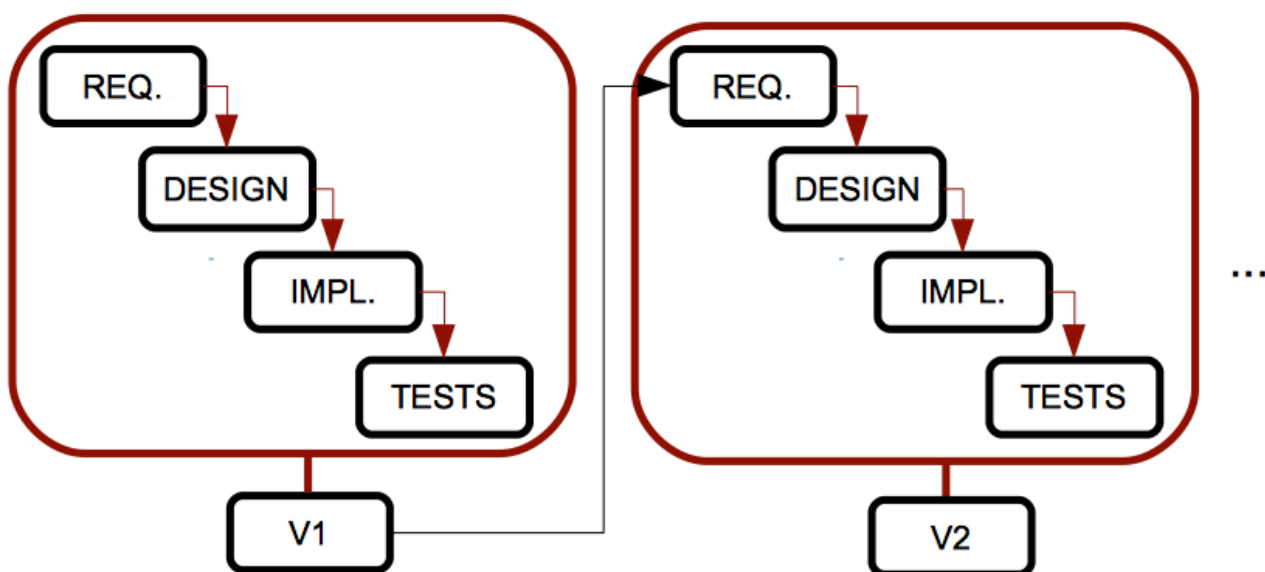 REQ.
DESIGN
IMPL.
TESTS
V1
REQ.
DESIGN
IMPL.
TESTS
V2
...